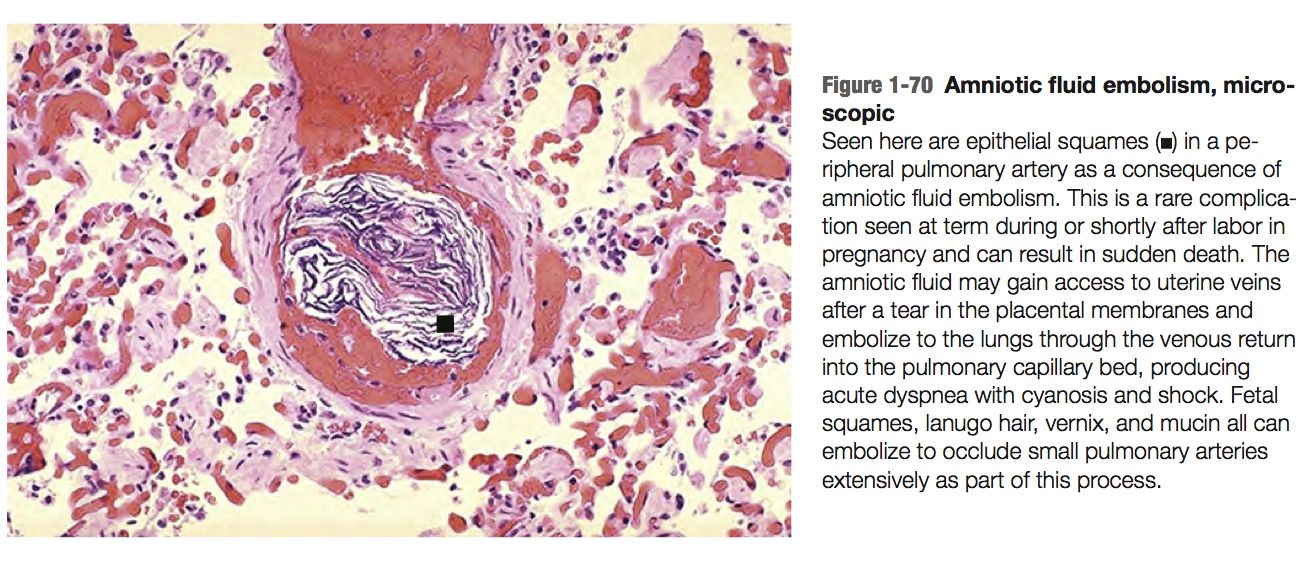 Figure 1-70 Amniotic fluid embolism, micro-
scopic
Seen here are epithelial squames (■) in a pe-
ripheral pulmonary artery as a consequence of
amniotic fluid embolism. This is a rare complica-
tion seen at term during or shortly after labor in
pregnancy and can result in sudden death. The
amniotic fluid may gain access to uterine veins
after a tear in the placental membranes and
embolize to the lungs through the venous return
into the pulmonary capillary bed, producing
acute dyspnea with cyanosis and shock. Fetal
squames, lanugo hair, vernix, and mucin all can
embolize to occlude small pulmonary arteries
extensively as part of this process.